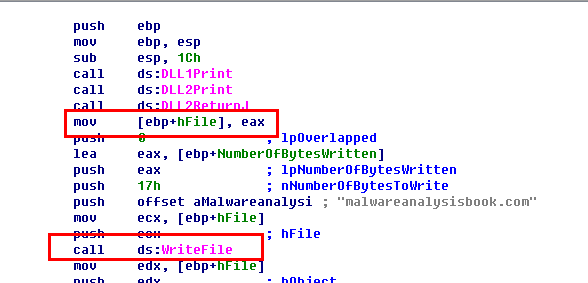 push ebp
mov ebp, esp
sub esp, 1Ch
call ds:DLL1Print
call ds:DLL2Print
call ds:DLL2ReturnJ
mov [ebp+hFile], eax
push 0 ; lpOverlapped
lea eax, [ebp+NumberOfBytesWritten]
push eax ; lpNumberOfBytesWritten
push 17h ; nNumberOfBytesToWrite
push offset aMalwareanalysi ; "malwareanalysisbook.com"
mov ecx, [ebp+hFile]
push ecx ; hFile
call ds:WriteFile
mov edx, [ebp+hFile]
push edx ; hObject